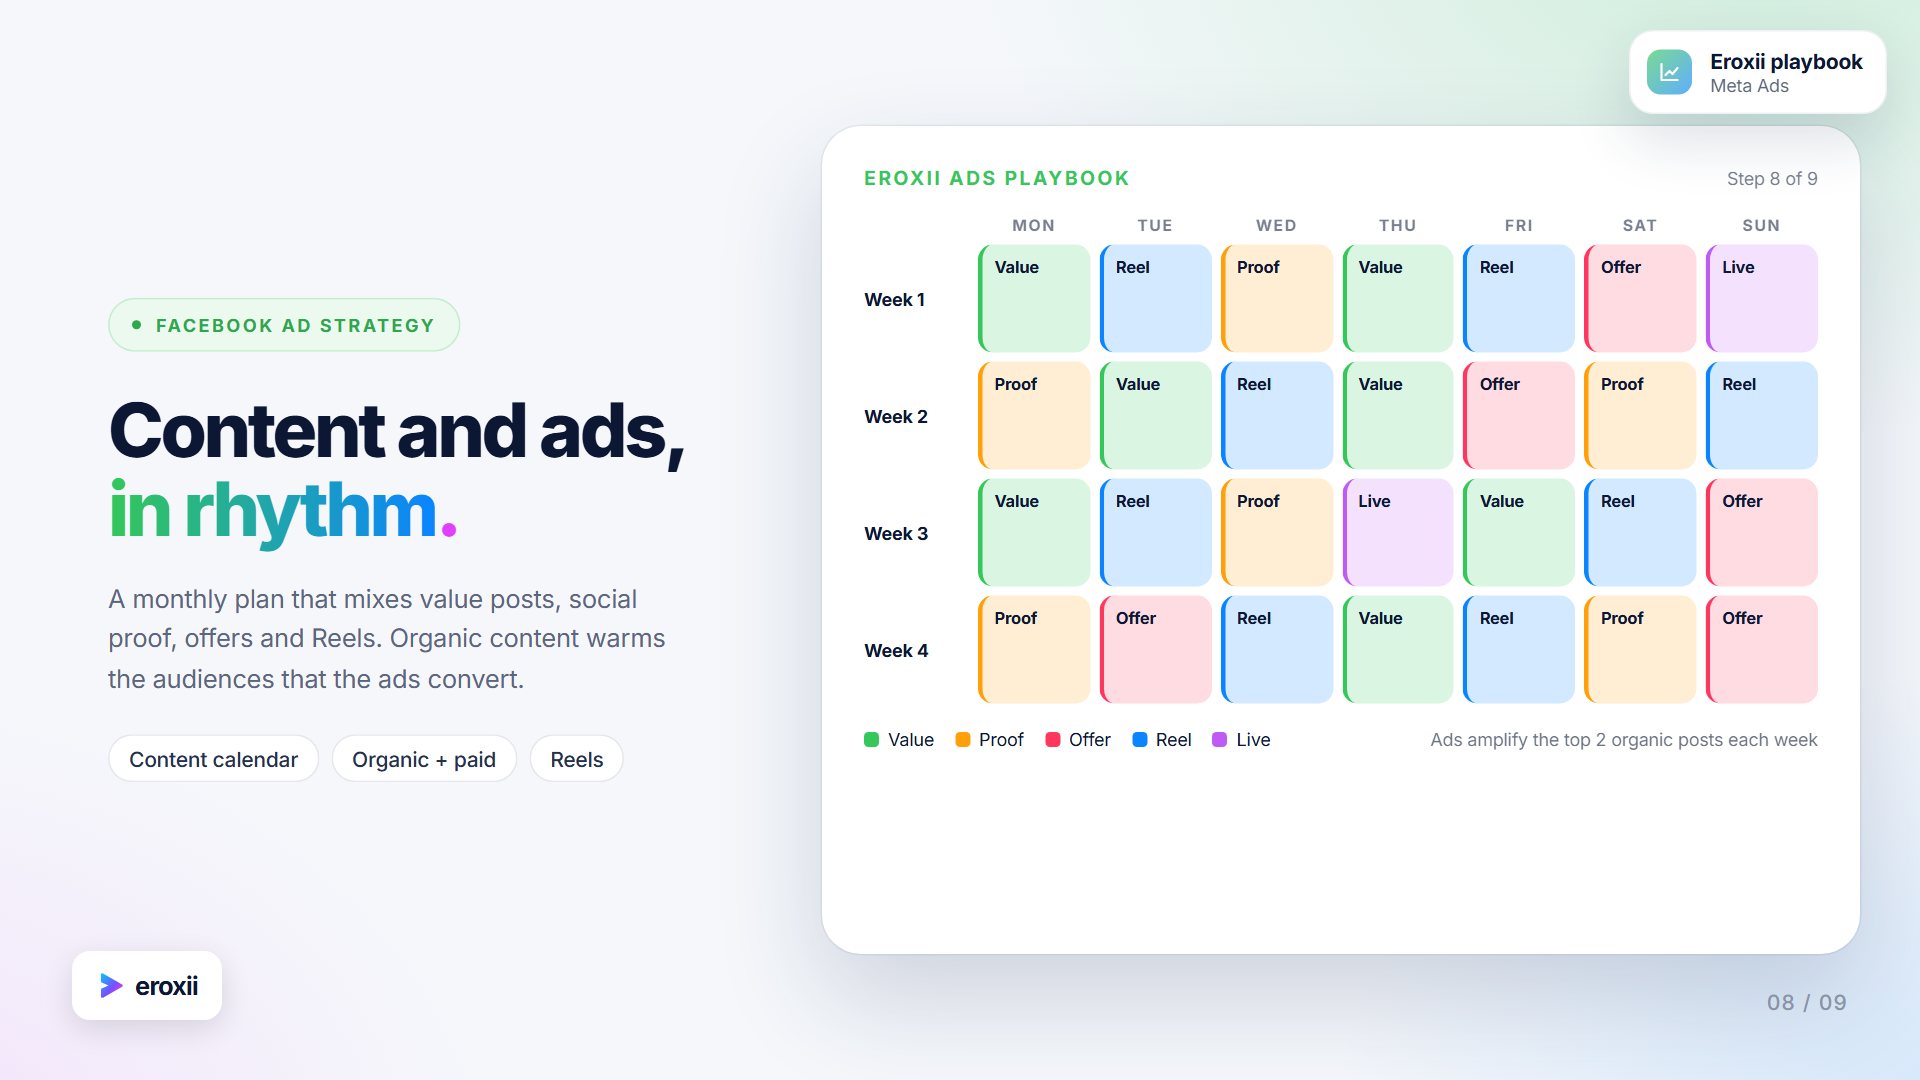 FACEBOOK AD STRATEGY
Content and ads,
in rhythm.
A monthly plan that mixes value posts, social
proof, offers and Reels. Organic content warms
the audiences that the ads convert.
Content calendar Organic + paid Reels
eroxii
Eroxii playbook
Meta Ads
EROXII ADS PLAYBOOK Step 8 of 9
MON TUE WED THU FRI SAT SUN
Week 1 Value Reel Proof Value Reel Offer Live
Week 2 Proof Value Reel Value Offer Proof Reel
Week 3 Value Reel Proof Live Value Reel Offer
Week 4 Proof Offer Reel Value Reel Proof Offer
Value Proof Offer Reel Live Ads amplify the top 2 organic posts each week
08 / 09